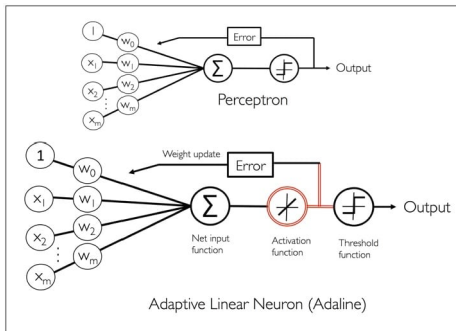 1
w0
Error
x1
w1
Σ
Output
x2
w2
⋮
wm
xm
Perceptron
Weight update
1
w0
Error
x1
w1
Σ
Output
x2
w2
Net input
function
Activation
function
Threshold
function
⋮
wm
xm
Adaptive Linear Neuron (Adaline)